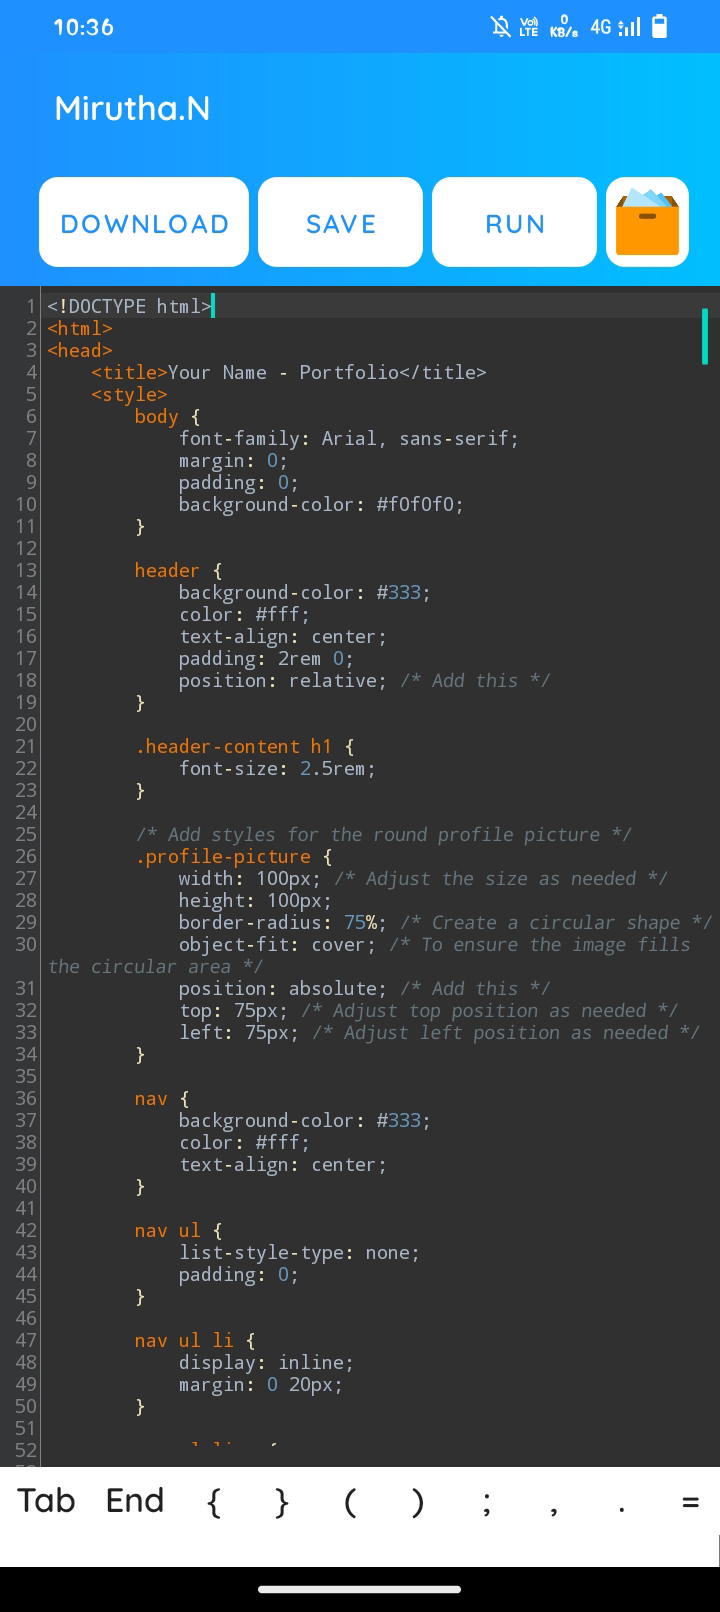 10:36
Vo)) LTE
0 KB/s
4G
Mirutha.N
DOWNLOAD SAVE RUN
1 <!DOCTYPE html>
2 <html>
3 <head>
4     <title>Your Name - Portfolio</title>
5     <style>
6         body {
7             font-family: Arial, sans-serif;
8             margin: 0;
9             padding: 0;
10             background-color: #f0f0f0;
11         }
12
13         header {
14             background-color: #333;
15             color: #fff;
16             text-align: center;
17             padding: 2rem 0;
18             position: relative; /* Add this */
19         }
20
21         .header-content h1 {
22             font-size: 2.5rem;
23         }
24
25         /* Add styles for the round profile picture */
26         .profile-picture {
27             width: 100px; /* Adjust the size as needed */
28             height: 100px;
29             border-radius: 75%; /* Create a circular shape */
30             object-fit: cover; /* To ensure the image fills
the circular area */
31             position: absolute; /* Add this */
32             top: 75px; /* Adjust top position as needed */
33             left: 75px; /* Adjust left position as needed */
34         }
35
36         nav {
37             background-color: #333;
38             color: #fff;
39             text-align: center;
40         }
41
42         nav ul {
43             list-style-type: none;
44             padding: 0;
45         }
46
47         nav ul li {
48             display: inline;
49             margin: 0 20px;
50         }
51
52
Tab End { } ( ) ; , . =